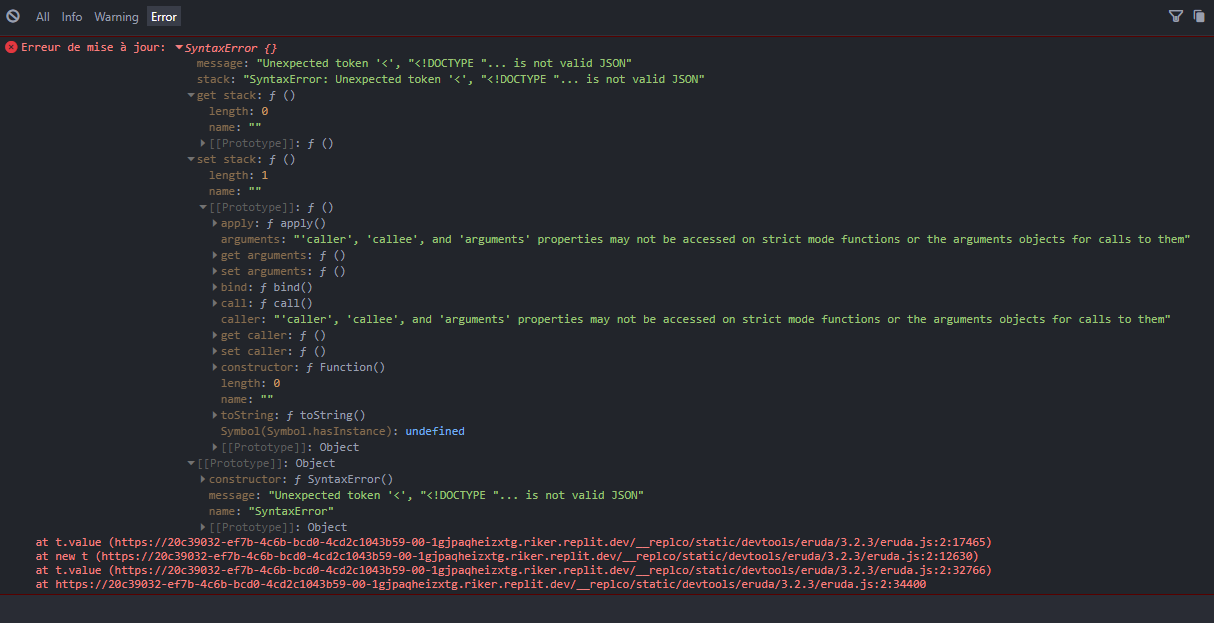 All Info Warning Error
Erreur de mise à jour: ▼SyntaxError {}
message: "Unexpected token '<', "<!DOCTYPE "... is not valid JSON"
stack: "SyntaxError: Unexpected token '<', "<!DOCTYPE "... is not valid JSON"
▼get stack: ƒ ()
length: 0
name: ""
▶[[Prototype]]: ƒ ()
▼set stack: ƒ ()
length: 1
name: ""
▼[[Prototype]]: ƒ ()
▶apply: ƒ apply()
arguments: "'caller', 'callee', and 'arguments' properties may not be accessed on strict mode functions or the arguments objects for calls to them"
▶get arguments: ƒ ()
▶set arguments: ƒ ()
▶bind: ƒ bind()
▶call: ƒ call()
caller: "'caller', 'callee', and 'arguments' properties may not be accessed on strict mode functions or the arguments objects for calls to them"
▶get caller: ƒ ()
▶set caller: ƒ ()
▶constructor: ƒ Function()
length: 0
name: ""
▶toString: ƒ toString()
Symbol(Symbol.hasInstance): undefined
▶[[Prototype]]: Object
▼[[Prototype]]: Object
▶constructor: ƒ SyntaxError()
message: "Unexpected token '<', "<!DOCTYPE "... is not valid JSON"
name: "SyntaxError"
▶[[Prototype]]: Object
at t.value (https://20c39032-ef7b-4c6b-bcd0-4cd2c1043b59-00-1gjpaqheizxtg.riker.replit.dev/__replco/static/devtools/eruda/3.2.3/eruda.js:2:17465)
at new t (https://20c39032-ef7b-4c6b-bcd0-4cd2c1043b59-00-1gjpaqheizxtg.riker.replit.dev/__replco/static/devtools/eruda/3.2.3/eruda.js:2:12630)
at t.value (https://20c39032-ef7b-4c6b-bcd0-4cd2c1043b59-00-1gjpaqheizxtg.riker.replit.dev/__replco/static/devtools/eruda/3.2.3/eruda.js:2:32766)
at https://20c39032-ef7b-4c6b-bcd0-4cd2c1043b59-00-1gjpaqheizxtg.riker.replit.dev/__replco/static/devtools/eruda/3.2.3/eruda.js:2:34400